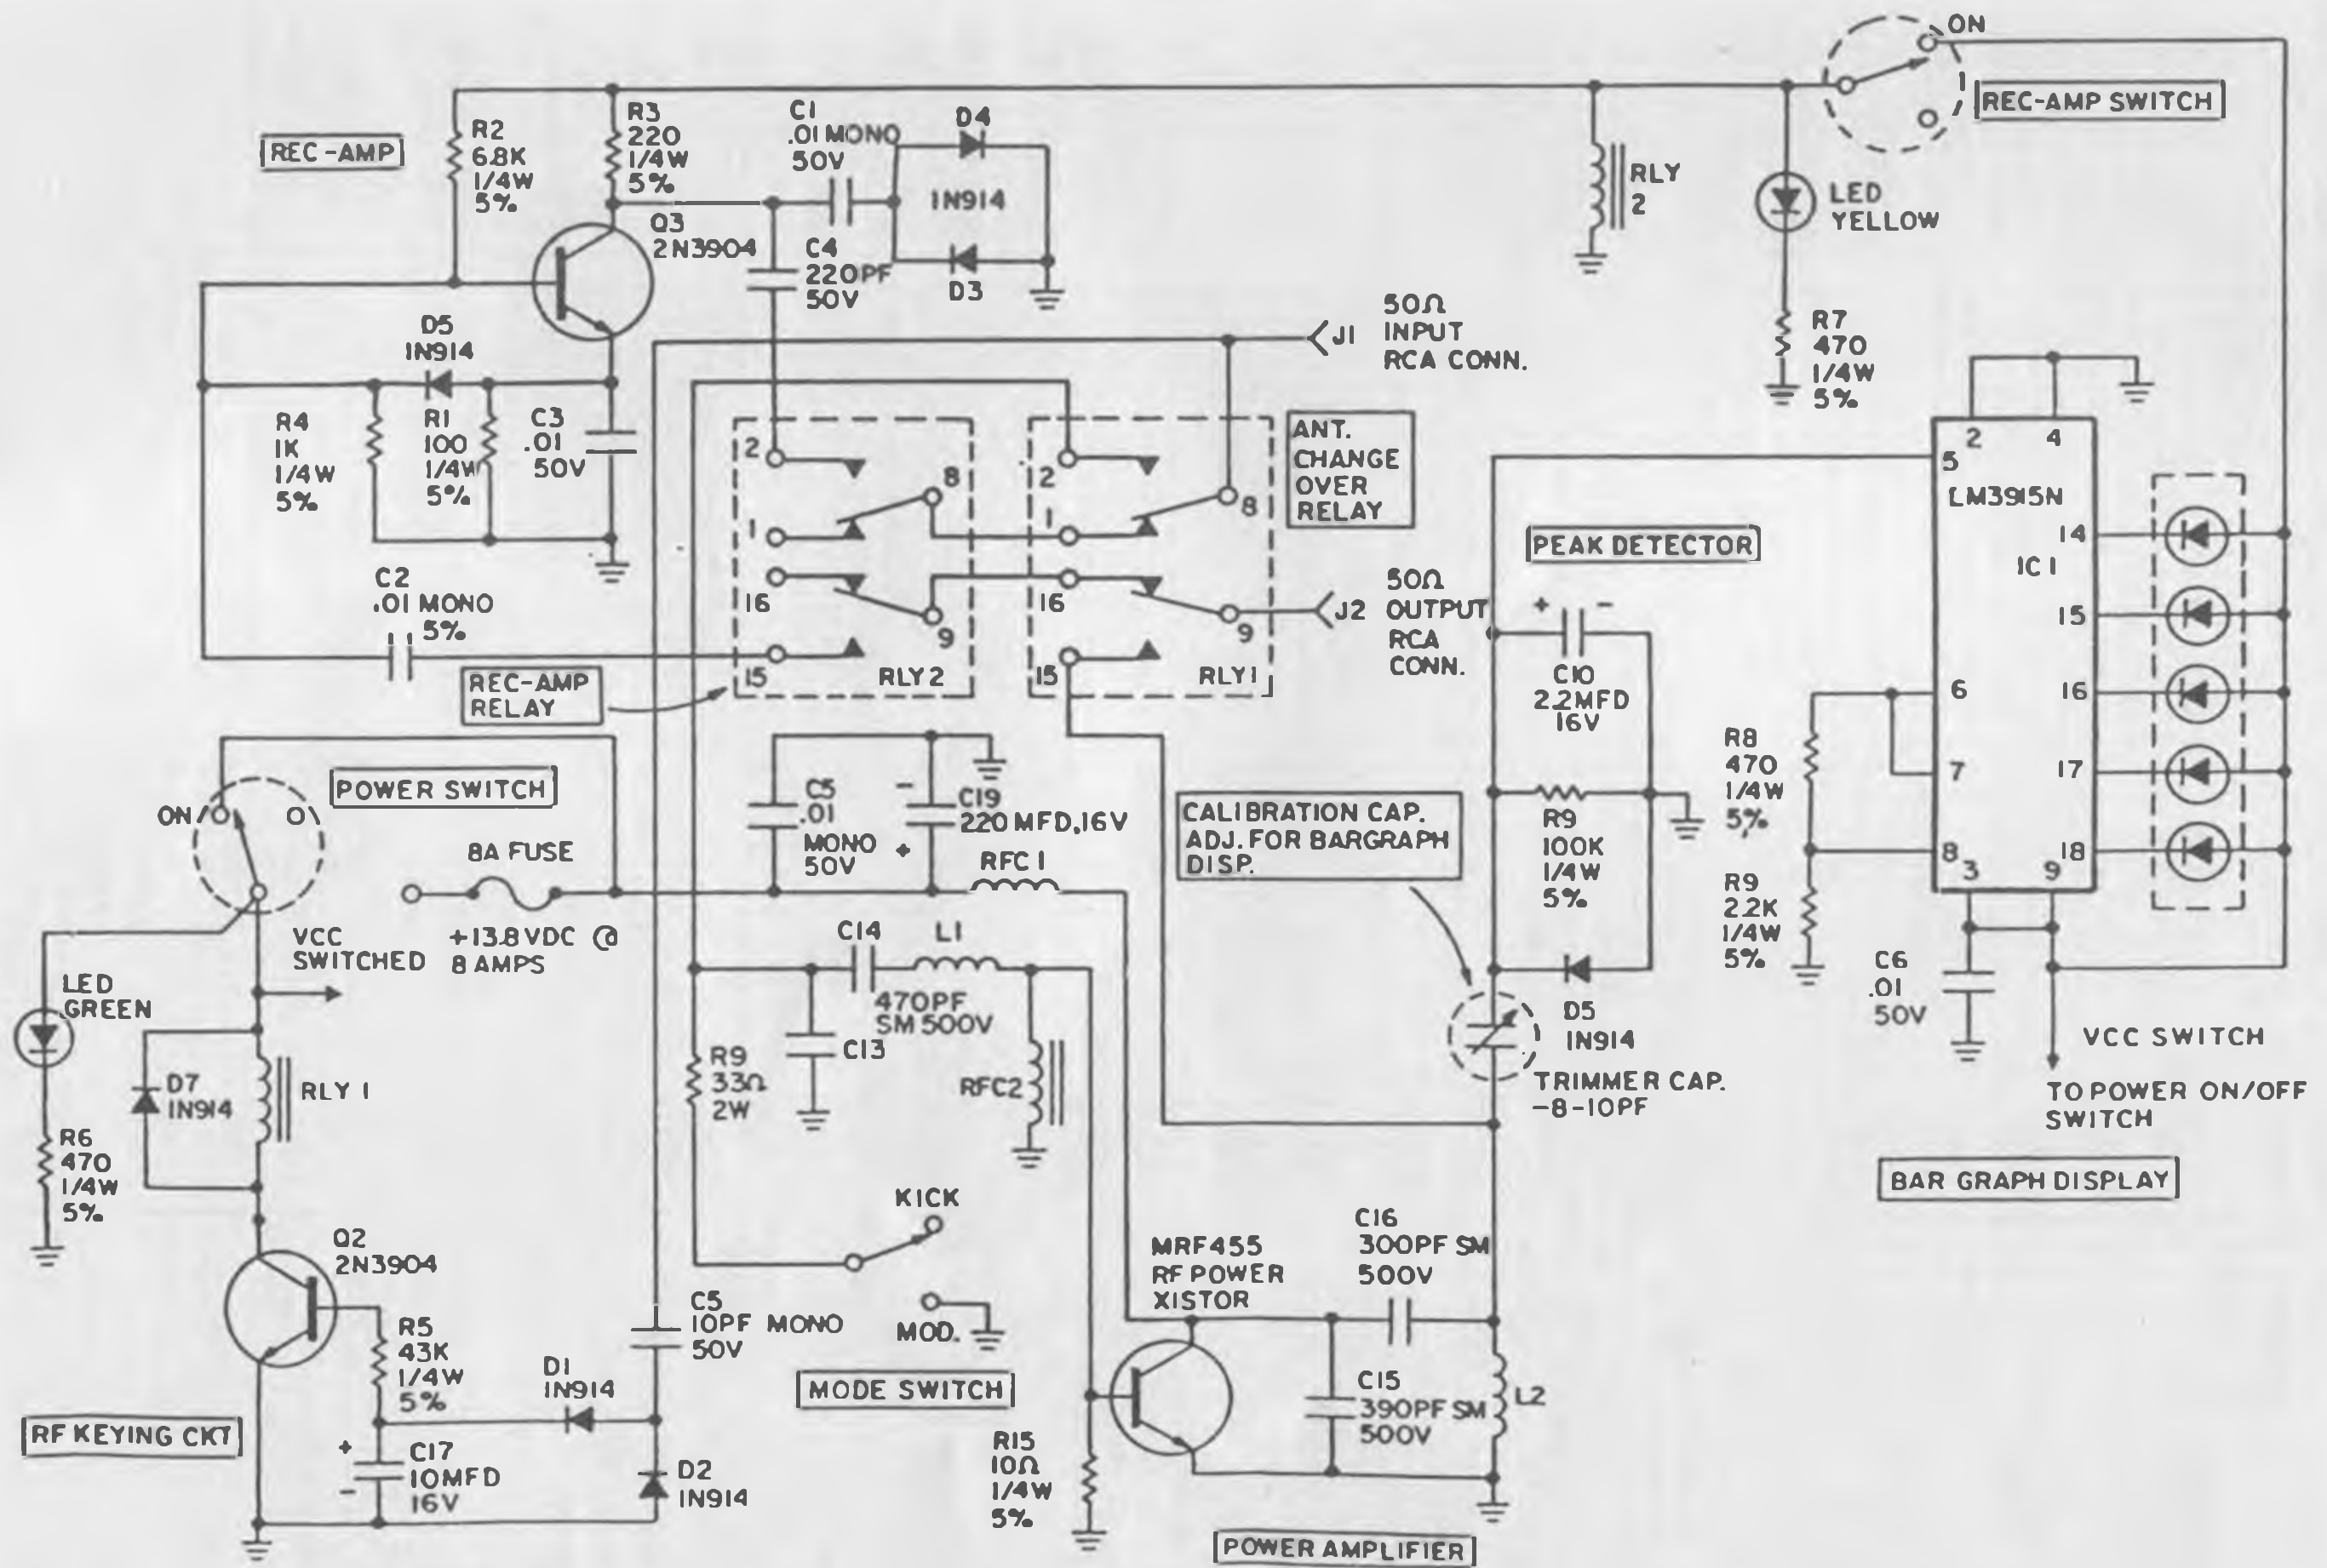 ON
REC-AMP SWITCH
REC-AMP
R2
6.8K
1/4W
5%
R3
220
1/4W
5%
C1
.01 MONO
50V
D4
1N914
D3
Q3
2N3904
C4
220PF
50V
RLY
2
LED
YELLOW
R7
470
1/4W
5%
D5
1N914
R4
1K
1/4W
5%
R1
100
1/4W
5%
C3
.01
50V
C2
.01 MONO
5%
J1
50Ω
INPUT
RCA CONN.
ANT.
CHANGE
OVER
RELAY
2
8
1
16
9
15
RLY2
2
8
1
16
9
15
RLY1
REC-AMP
RELAY
J2
50Ω
OUTPUT
RCA
CONN.
PEAK DETECTOR
+ -
C10
2.2MFD
16V
2 4
5
LM3915N
IC1
14
15
16
17
18
6
7
8
3 9
R8
470
1/4W
5%
R9
2.2K
1/4W
5%
C6
.01
50V
VCC SWITCH
TO POWER ON/OFF
SWITCH
BAR GRAPH DISPLAY
POWER SWITCH
ON
O
8A FUSE
+13.8VDC @
8 AMPS
VCC
SWITCHED
C5
.01
MONO
50V
-
C19
220 MFD,16V
+
RFC1
CALIBRATION CAP.
ADJ. FOR BARGRAPH
DISP.
R9
100K
1/4W
5%
D5
1N914
TRIMMER CAP.
-8-10PF
LED
GREEN
R6
470
1/4W
5%
D7
1N914
RLY 1
C14
470PF
SM 500V
L1
C13
R9
33Ω
2W
RFC2
KICK
MOD.
MODE SWITCH
Q2
2N3904
R5
43K
1/4W
5%
D1
1N914
C5
10PF MONO
50V
RF KEYING CKT
+
C17
10MFD
16V
-
D2
1N914
R15
10Ω
1/4W
5%
MRF455
RF POWER
XISTOR
C16
300PF SM
500V
C15
390PF SM
500V
L2
POWER AMPLIFIER